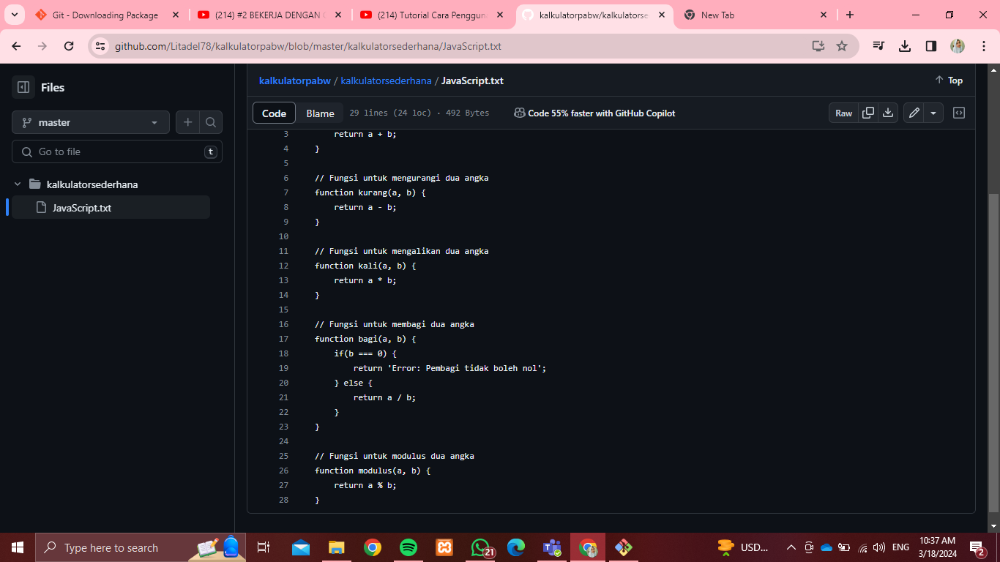 Git - Downloading Package
(214) #2 BEKERJA DENGAN
(214) Tutorial Cara Penggun
kalkulatorpabw/kalkulatorse
New Tab
github.com/Litadel78/kalkulatorpabw/blob/master/kalkulatorsederhana/JavaScript.txt
Files
master
Go to file
t
kalkulatorsederhana
JavaScript.txt
kalkulatorpabw / kalkulatorsederhana / JavaScript.txt
Top
Code
Blame
29 lines (24 loc) · 492 Bytes
Code 55% faster with GitHub Copilot
Raw
3 return a + b;
4 }
5
6 // Fungsi untuk mengurangi dua angka
7 function kurang(a, b) {
8 return a - b;
9 }
10
11 // Fungsi untuk mengalikan dua angka
12 function kali(a, b) {
13 return a * b;
14 }
15
16 // Fungsi untuk membagi dua angka
17 function bagi(a, b) {
18 if(b === 0) {
19 return 'Error: Pembagi tidak boleh nol';
20 } else {
21 return a / b;
22 }
23 }
24
25 // Fungsi untuk modulus dua angka
26 function modulus(a, b) {
27 return a % b;
28 }
Type here to search
21
USD...
ENG
10:37 AM
3/18/2024
2